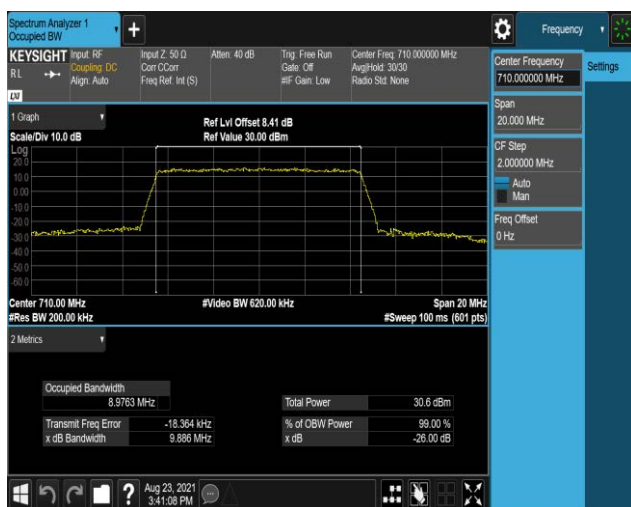 Spectrum Analyzer 1
Occupied BW
Frequency
KEYSIGHT
RL
LXI
Input: RF
Coupling: DC
Align: Auto
Input Z: 50 Ω
Corr CCorr
Freq Ref: Int (S)
Atten: 40 dB
Trig: Free Run
Gate: Off
#IF Gain: Low
Center Freq: 710.000000 MHz
Avg|Hold: 30/30
Radio Std: None
Center Frequency
710.000000 MHz
Settings
Span
20.000 MHz
CF Step
2.000000 MHz
Auto
Man
Freq Offset
0 Hz
1 Graph
Scale/Div 10.0 dB
Ref Lvl Offset 8.41 dB
Ref Value 30.00 dBm
Log
20.0
10.0
0.00
-10.0
-20.0
-30.0
-40.0
-50.0
-60.0
Center 710.00 MHz
#Res BW 200.00 kHz
#Video BW 620.00 kHz
Span 20 MHz
#Sweep 100 ms (601 pts)
2 Metrics
Occupied Bandwidth
8.9763 MHz
Total Power 30.6 dBm
Transmit Freq Error -18.364 kHz
% of OBW Power 99.00 %
x dB Bandwidth 9.886 MHz
x dB -26.00 dB
?
Aug 23, 2021
3:41:08 PM